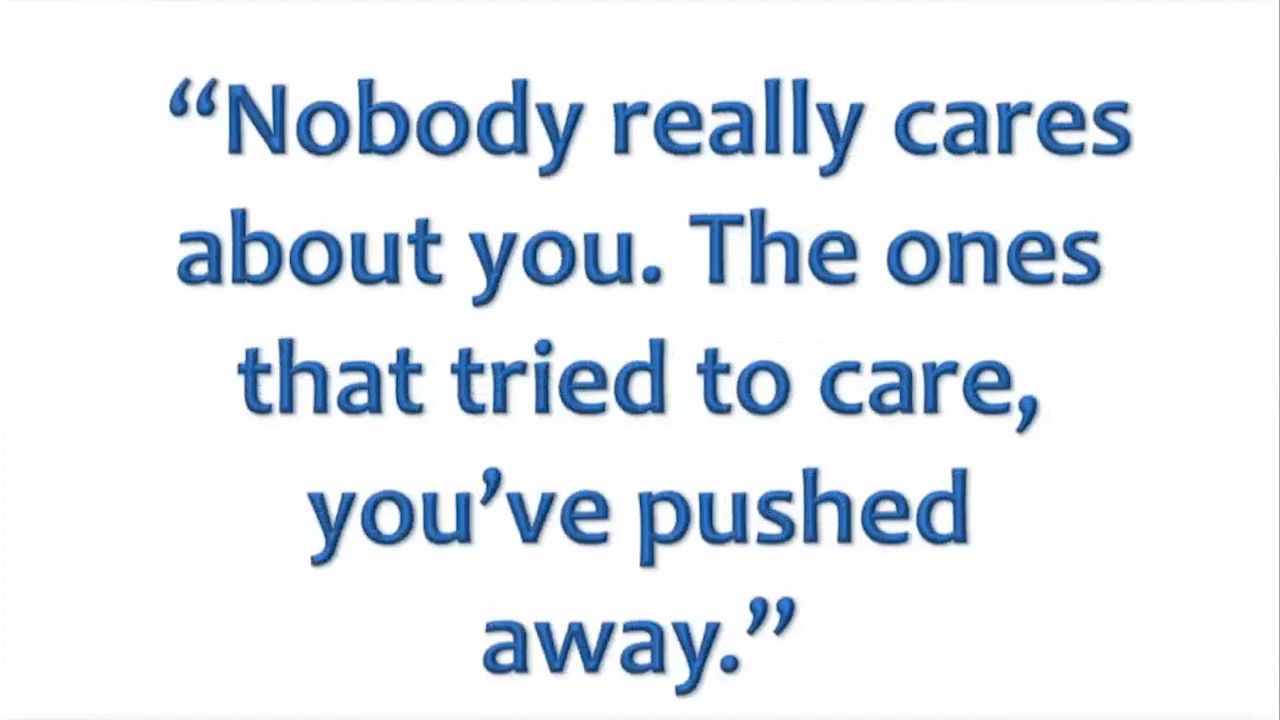 “Nobody really cares
about you. The ones
that tried to care,
you’ve pushed
away.”